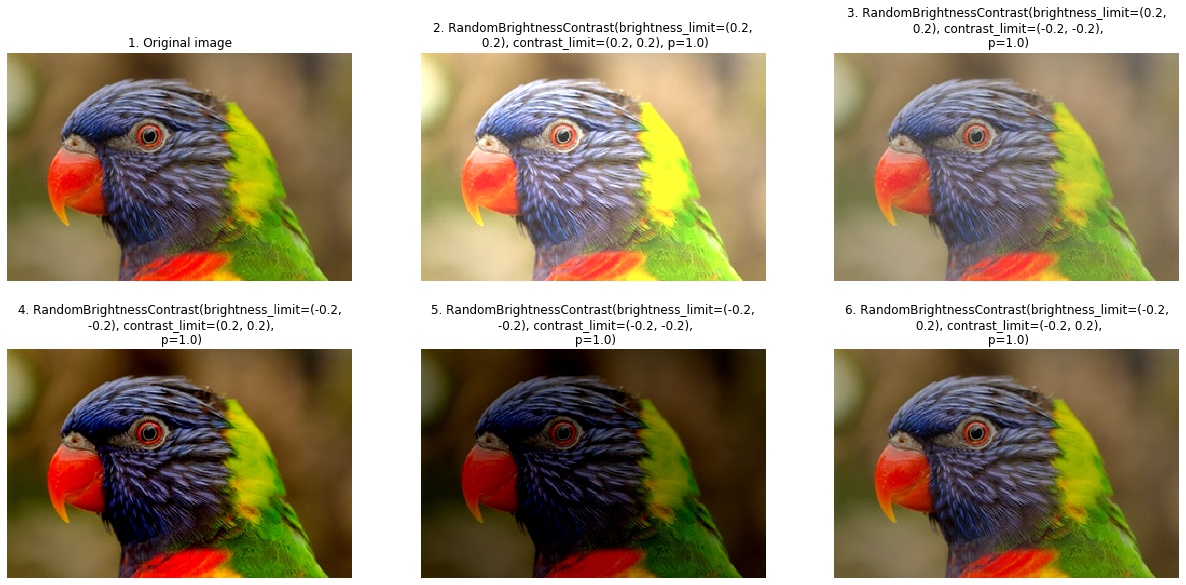 1. Original image
2. RandomBrightnessContrast(brightness_limit=(0.2,
0.2), contrast_limit=(0.2, 0.2), p=1.0)
3. RandomBrightnessContrast(brightness_limit=(0.2,
0.2), contrast_limit=(-0.2, -0.2),
p=1.0)
4. RandomBrightnessContrast(brightness_limit=(-0.2,
-0.2), contrast_limit=(0.2, 0.2),
p=1.0)
5. RandomBrightnessContrast(brightness_limit=(-0.2,
-0.2), contrast_limit=(-0.2, -0.2),
p=1.0)
6. RandomBrightnessContrast(brightness_limit=(-0.2,
0.2), contrast_limit=(-0.2, 0.2),
p=1.0)